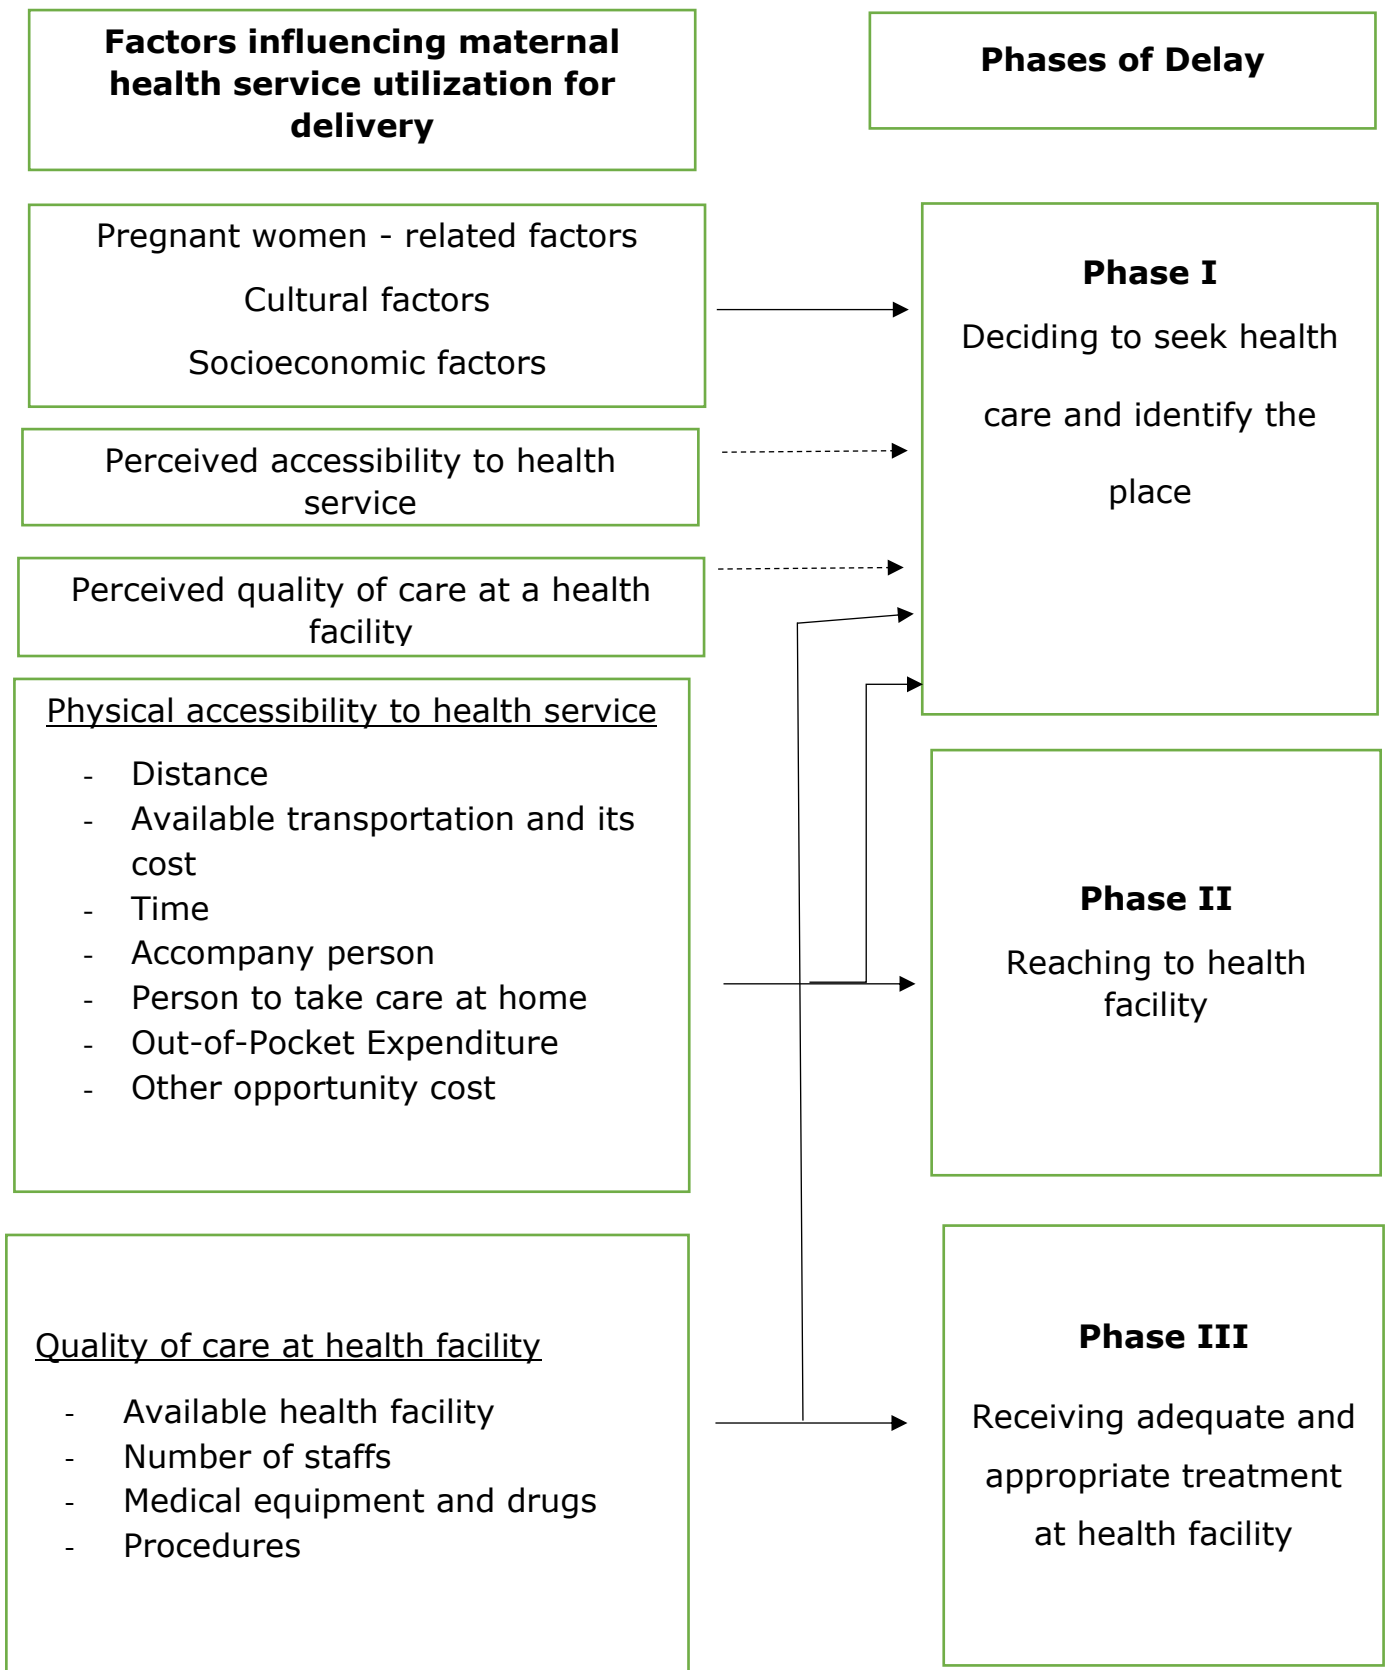 Factors influencing maternal
health service utilization for
delivery
Phases of Delay
Pregnant women - related factors
Cultural factors
Socioeconomic factors
Phase I
Deciding to seek health
care and identify the
place
Perceived accessibility to health
service
Perceived quality of care at a health
facility
Physical accessibility to health service
- Distance
- Available transportation and its
cost
- Time
- Accompany person
- Person to take care at home
- Out-of-Pocket Expenditure
- Other opportunity cost
Phase II
Reaching to health
facility
Quality of care at health facility
- Available health facility
- Number of staffs
- Medical equipment and drugs
- Procedures
Phase III
Receiving adequate and
appropriate treatment
at health facility